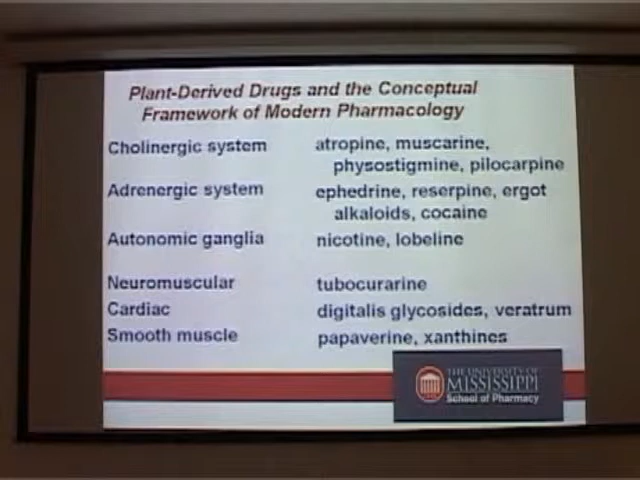 Plant-Derived Drugs and the Conceptual
Framework of Modern Pharmacology
Cholinergic system atropine, muscarine,
physostigmine, pilocarpine
Adrenergic system ephedrine, reserpine, ergot
alkaloids, cocaine
Autonomic ganglia nicotine, lobeline
Neuromuscular tubocurarine
Cardiac digitalis glycosides, veratrum
Smooth muscle papaverine, xanthines
THE UNIVERSITY OF
MISSISSIPPI
School of Pharmacy